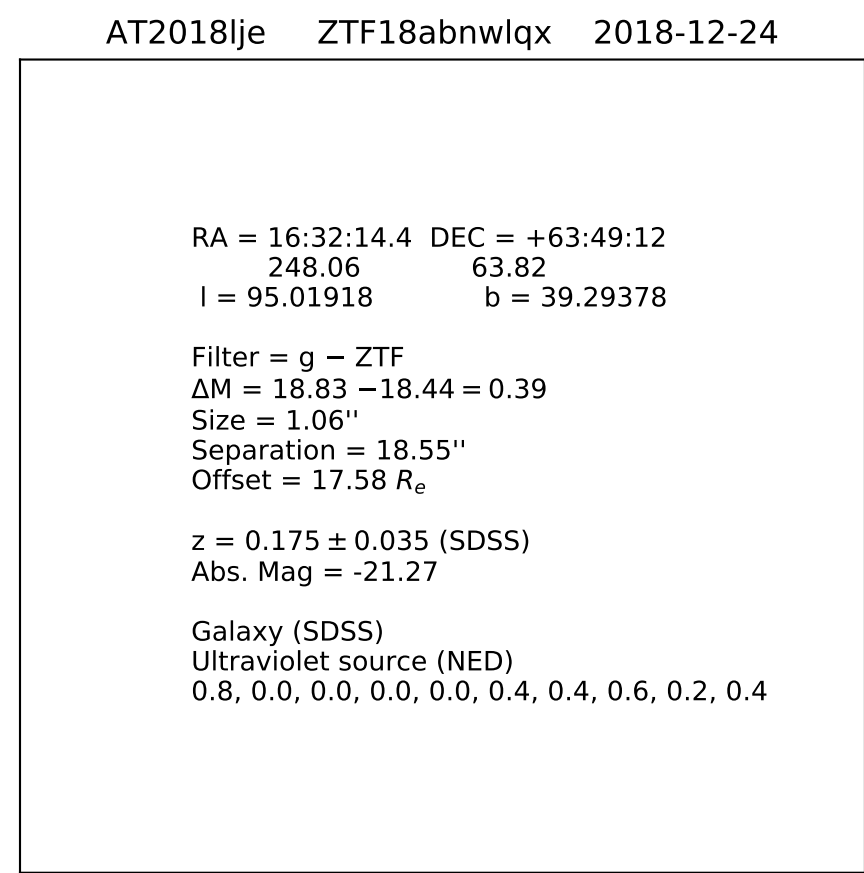 AT2018lje ZTF18abnwlqx 2018-12-24
RA = 16:32:14.4 DEC = +63:49:12
248.06 63.82
l = 95.01918 b = 39.29378
Filter = g − ZTF
ΔM = 18.83 −18.44 = 0.39
Size = 1.06''
Separation = 18.55''
Offset = 17.58 Re
z = 0.175 ± 0.035 (SDSS)
Abs. Mag = -21.27
Galaxy (SDSS)
Ultraviolet source (NED)
0.8, 0.0, 0.0, 0.0, 0.0, 0.4, 0.4, 0.6, 0.2, 0.4